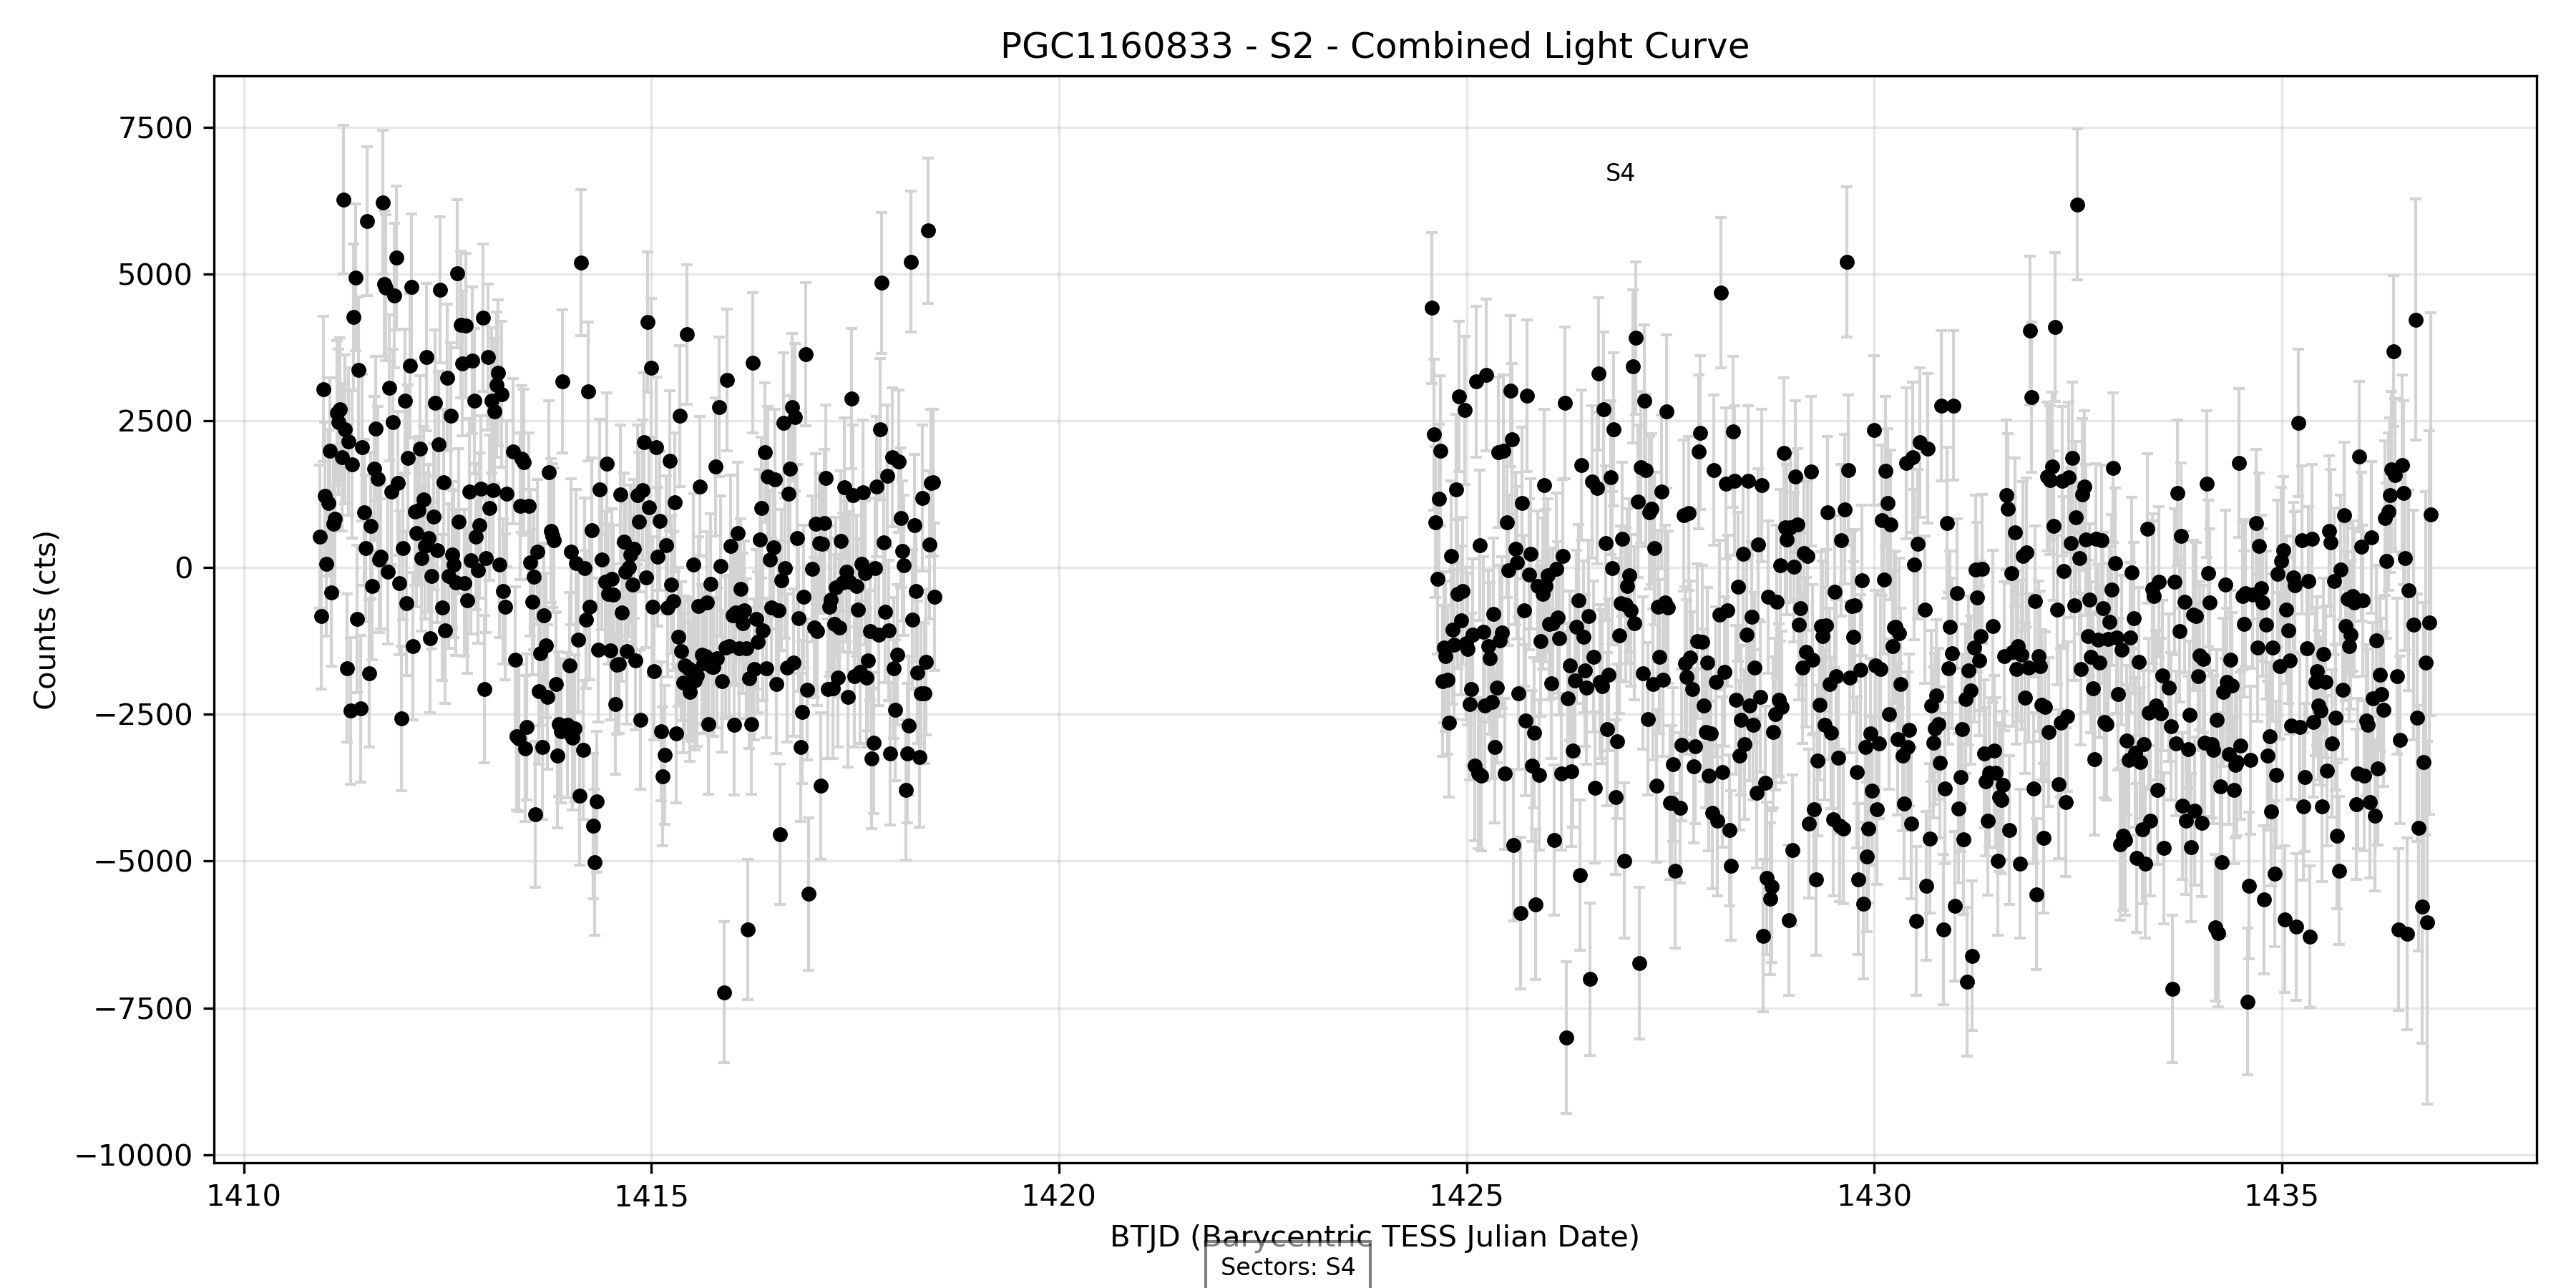 PGC1160833 - S2 - Combined Light Curve
Counts (cts)
7500
5000
2500
0
−2500
−5000
−7500
−10000
S4
1410 1415 1420 1425 1430 1435
BTJD (Barycentric TESS Julian Date)
Sectors: S4